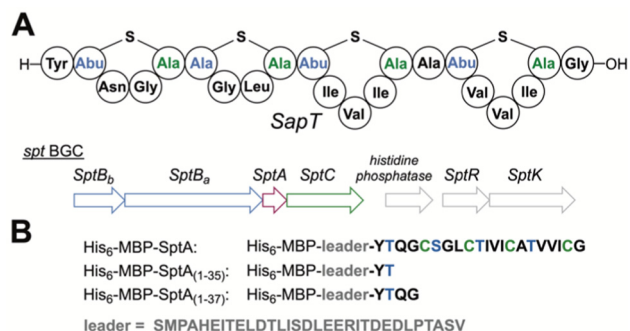 A
S S S S
H Tyr Abu Asn Gly Ala Ala Gly Leu Ala Abu Ile Val Ile Ala Ala Abu Val Val Ile Ala Gly OH
SapT
spt BGC
SptBb SptBa SptA SptC histidine phosphatase SptR SptK
B
His6-MBP-SptA: His6-MBP-leader-YTQGCSGLCTIVICATVVICG
His6-MBP-SptA(1-35): His6-MBP-leader-YT
His6-MBP-SptA(1-37): His6-MBP-leader-YTQG
leader = SMPAHEITELDTLISDLEERITDEDLPTASV